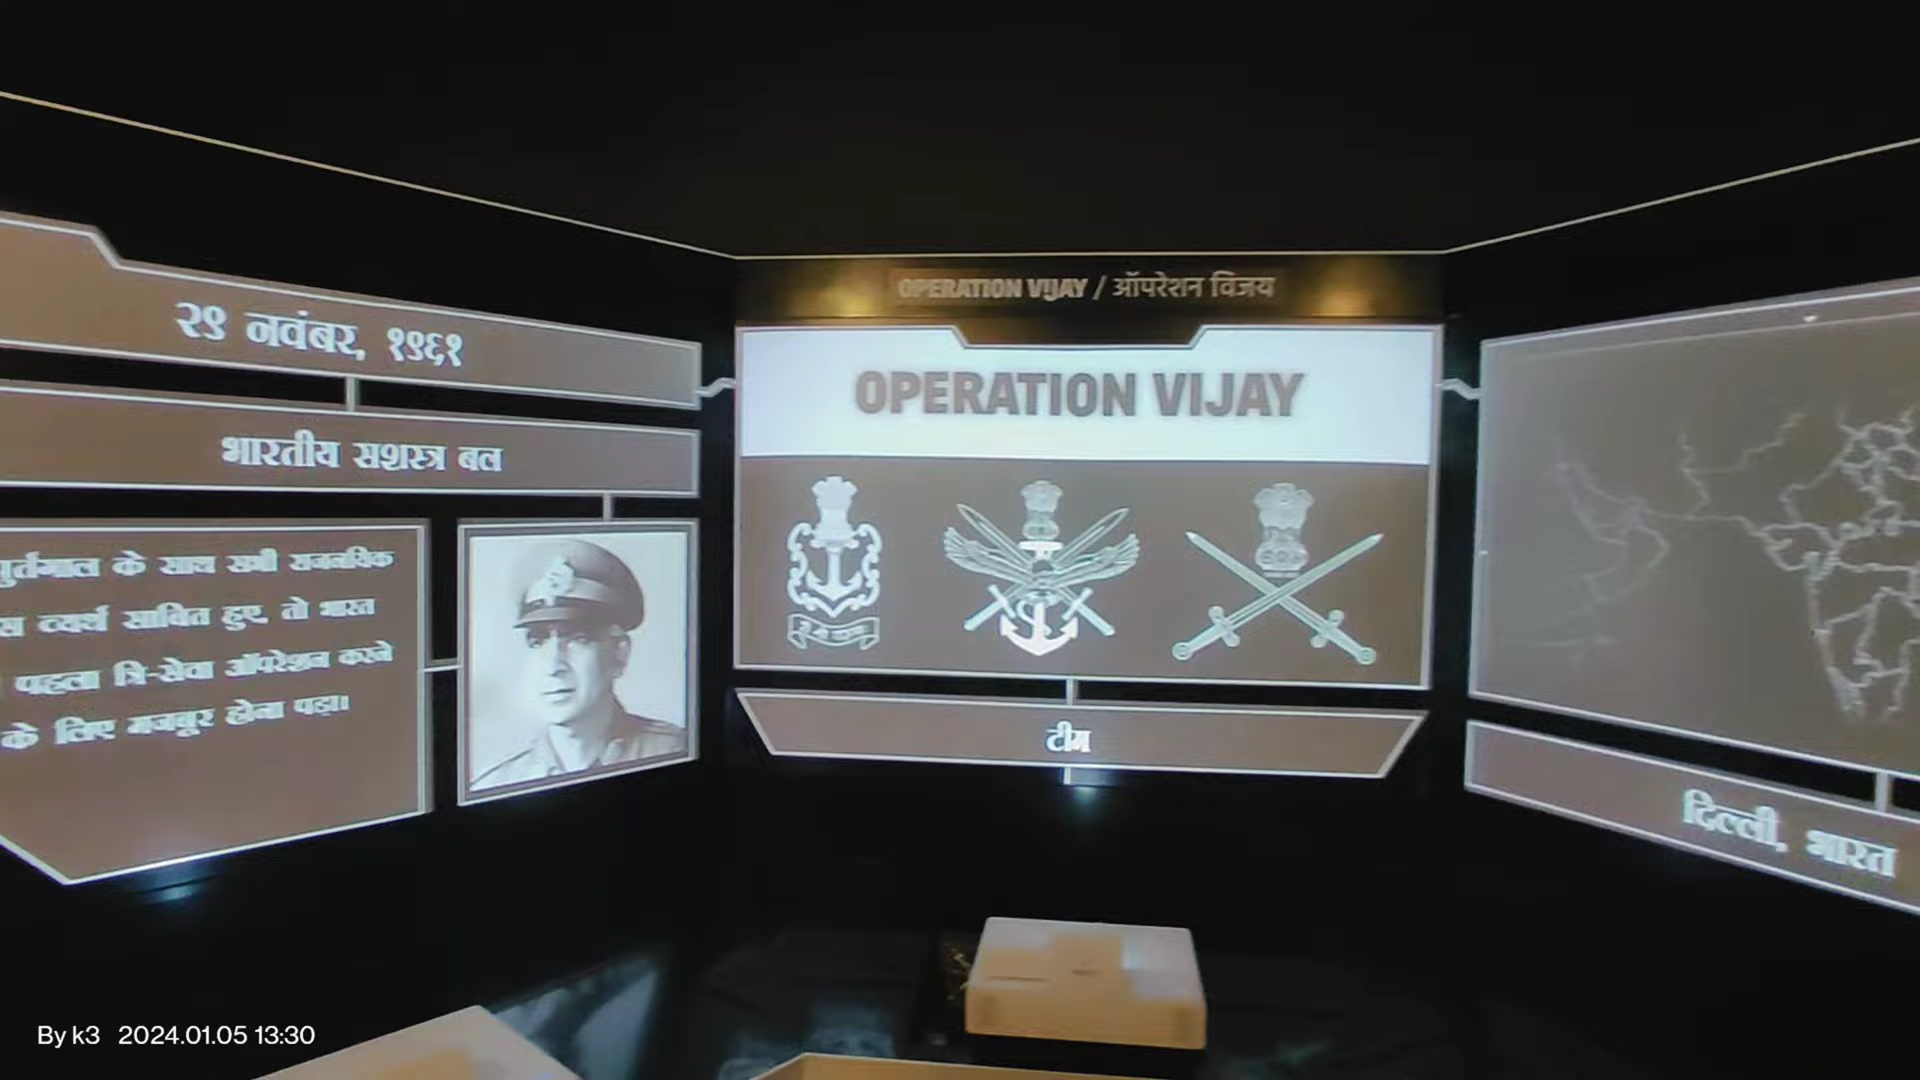 OPERATION VIJAY / ऑपरेशन विजय
२९ नवंबर, १९६१
भारतीय सशस्त्र बल
पुर्तगाल के साथ सभी राजनयिक
स व्यर्थ साबित हुए, तो भारत
पहला त्रि-सेवा ऑपरेशन करने
के लिए मजबूर होना पड़ा।
OPERATION VIJAY
टीम
दिल्ली, भारत
By k3 2024.01.05 13:30